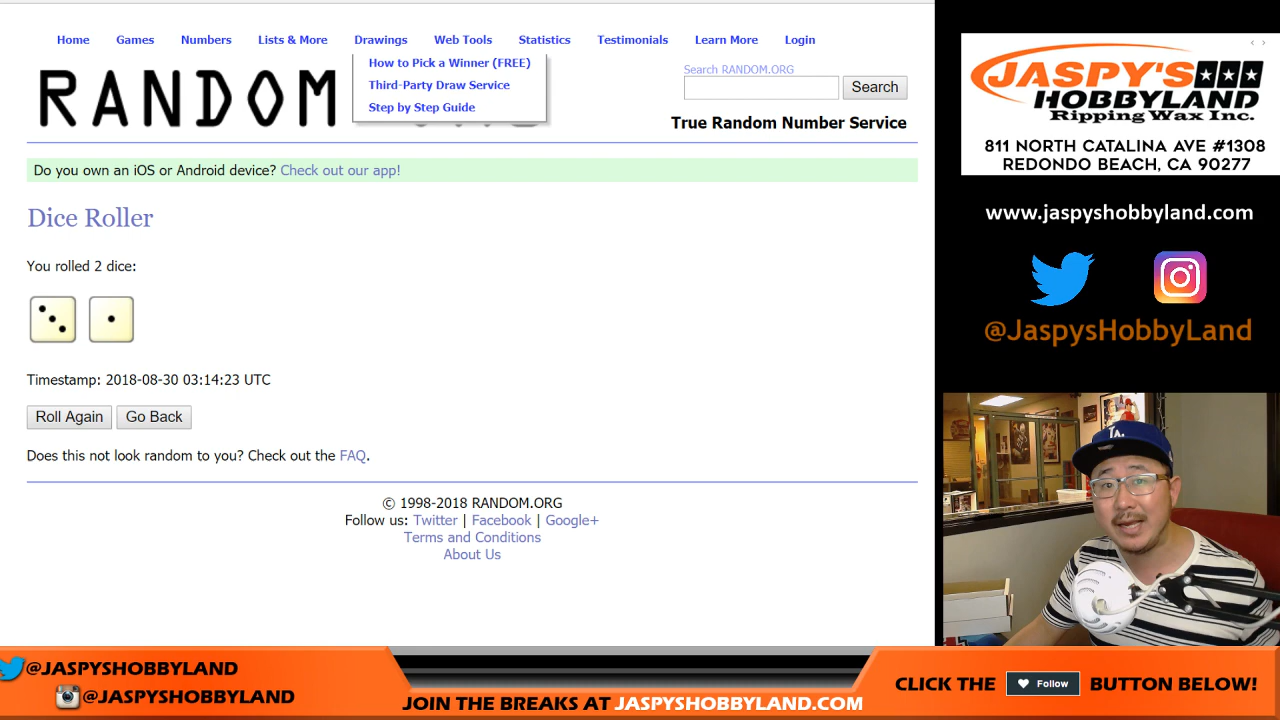 Home Games Numbers Lists & More Drawings Web Tools Statistics Testimonials Learn More Login
How to Pick a Winner (FREE)
Third-Party Draw Service
Step by Step Guide
RANDOM
Search RANDOM.ORG
Search
True Random Number Service
Do you own an iOS or Android device? Check out our app!
Dice Roller
You rolled 2 dice:
Timestamp: 2018-08-30 03:14:23 UTC
Roll Again Go Back
Does this not look random to you? Check out the FAQ.
© 1998-2018 RANDOM.ORG
Follow us: Twitter | Facebook | Google+
Terms and Conditions
About Us
JASPY'S
HOBBYLAND
Ripping Wax Inc.
811 NORTH CATALINA AVE #1308
REDONDO BEACH, CA 90277
www.jaspyshobbyland.com
@JaspysHobbyLand
LA
@JASPYSHOBBYLAND
@JASPYSHOBBYLAND
JOIN THE BREAKS AT JASPYSHOBBYLAND.COM
CLICK THE Follow BUTTON BELOW!